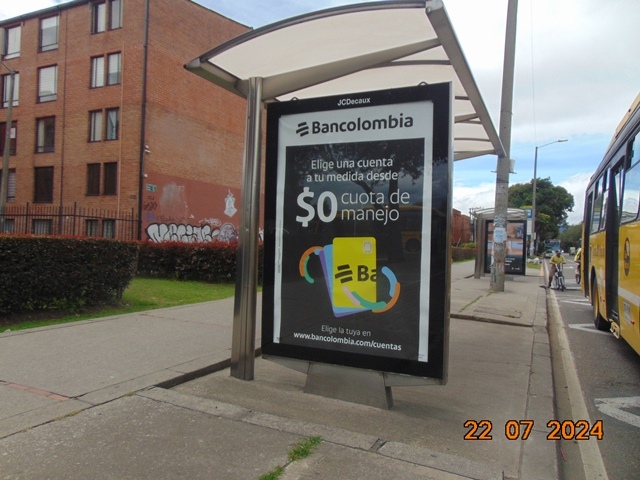 JCDecaux
Bancolombia
Elige una cuenta
a tu medida desde
$0 cuota de
manejo
Ba
Elige la tuya en
www.bancolombia.com/cuentas
22 07 2024